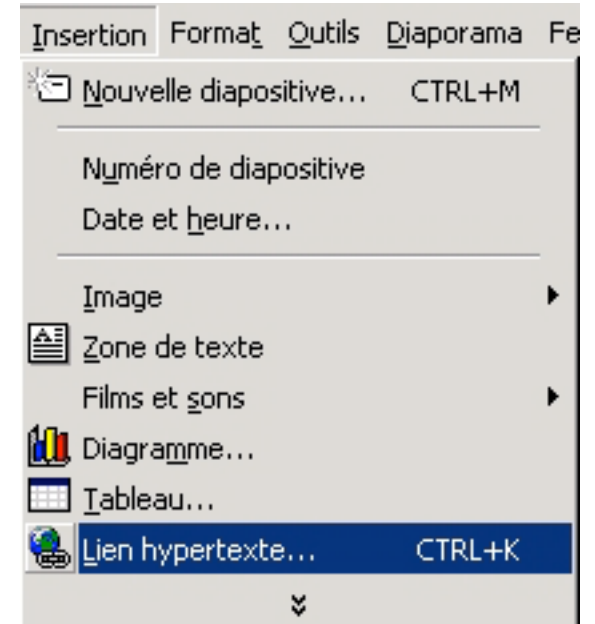 Insertion Format Outils Diaporama Fe
Nouvelle diapositive... CTRL+M
Numéro de diapositive
Date et heure...
Image
Zone de texte
Films et sons
Diagramme...
Tableau...
Lien hypertexte... CTRL+K